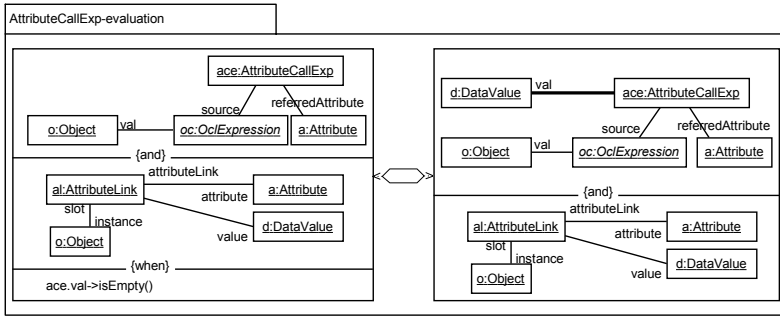 AttributeCallExp-evaluation
ace:AttributeCallExp
source
referredAttribute
o:Object
val
oc:OclExpression
a:Attribute
{and}
al:AttributeLink
attributeLink
attribute
a:Attribute
slot
instance
o:Object
value
d:DataValue
{when}
ace.val->isEmpty()
d:DataValue
val
ace:AttributeCallExp
source
referredAttribute
o:Object
val
oc:OclExpression
a:Attribute
{and}
al:AttributeLink
attributeLink
attribute
a:Attribute
slot
instance
o:Object
value
d:DataValue